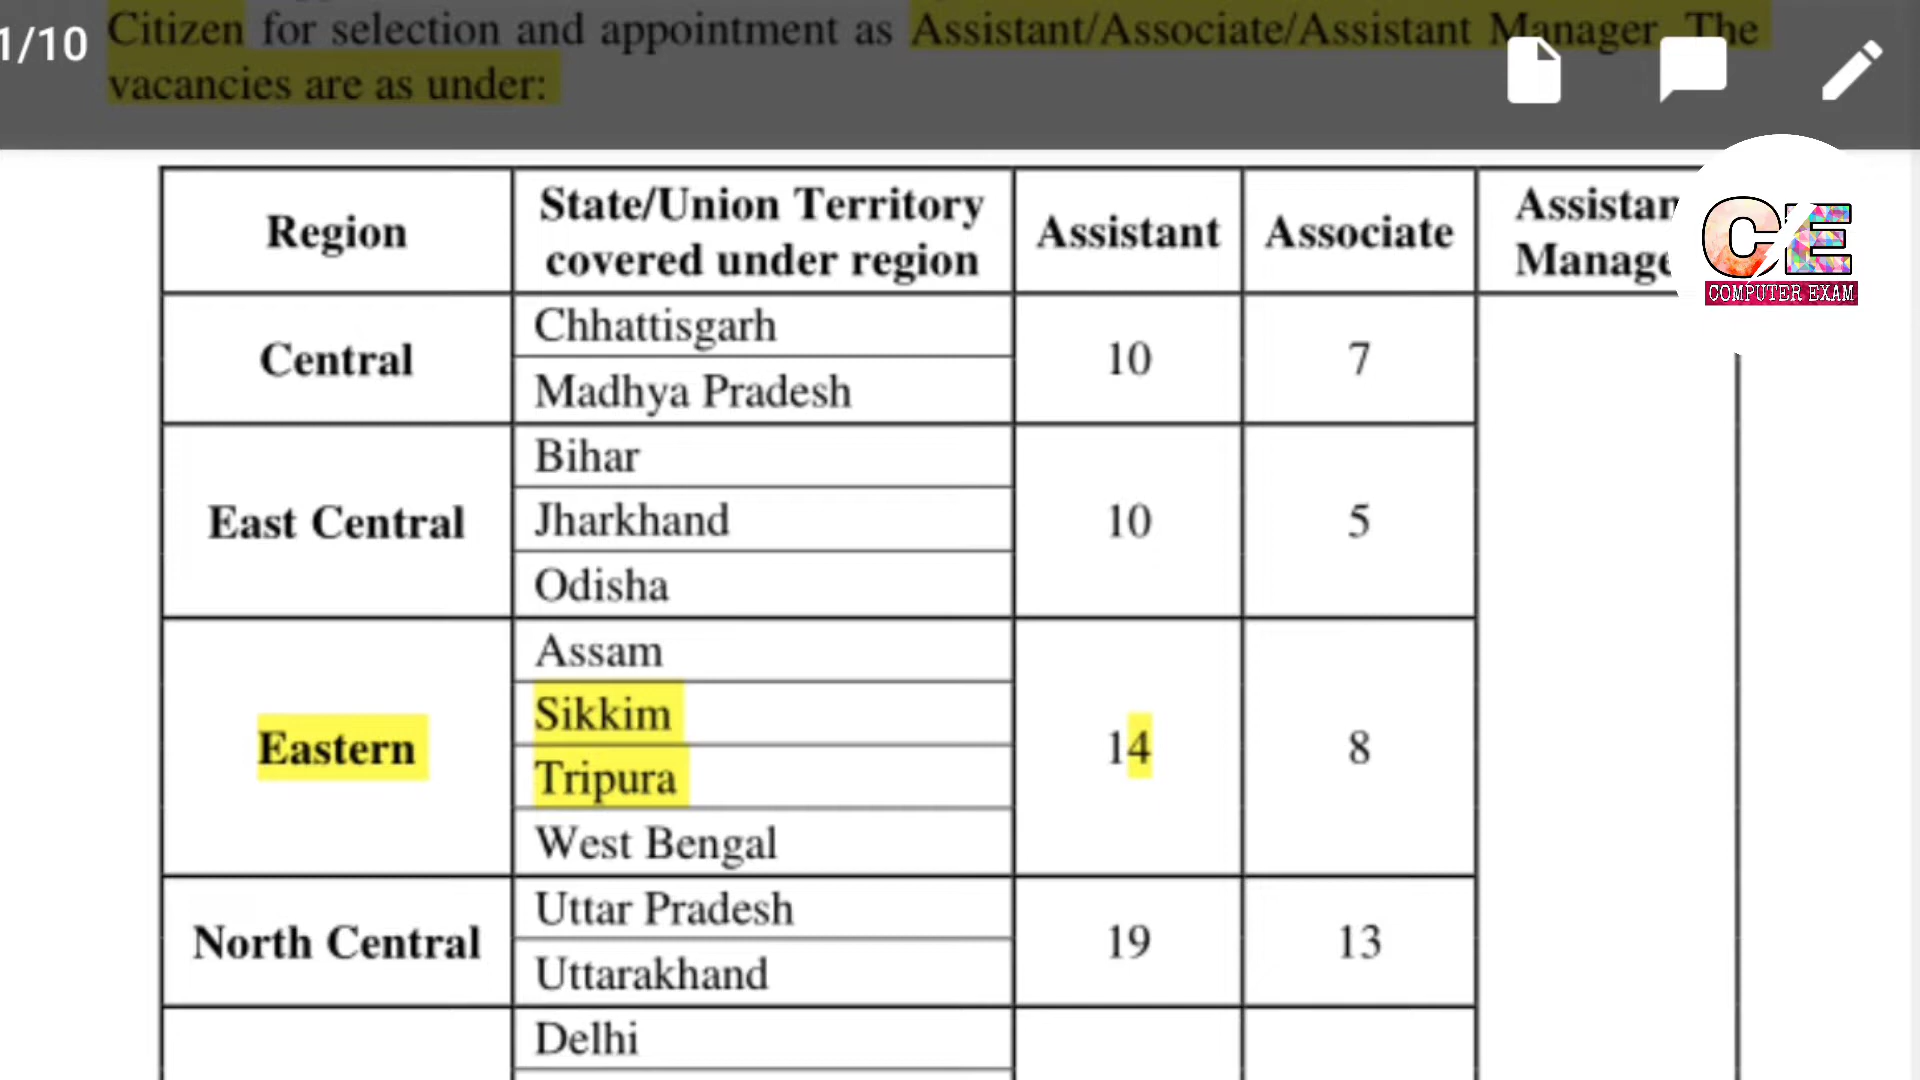 1/10
Citizen for selection and appointment as Assistant/Associate/Assistant Manager. The
vacancies are as under:
Region
State/Union Territory
covered under region
Assistant
Associate
Assistan
Manage
CE
COMPUTER EXAM
Central
Chhattisgarh
Madhya Pradesh
10
7
East Central
Bihar
Jharkhand
Odisha
10
5
Eastern
Assam
Sikkim
Tripura
West Bengal
14
8
North Central
Uttar Pradesh
Uttarakhand
19
13
Delhi